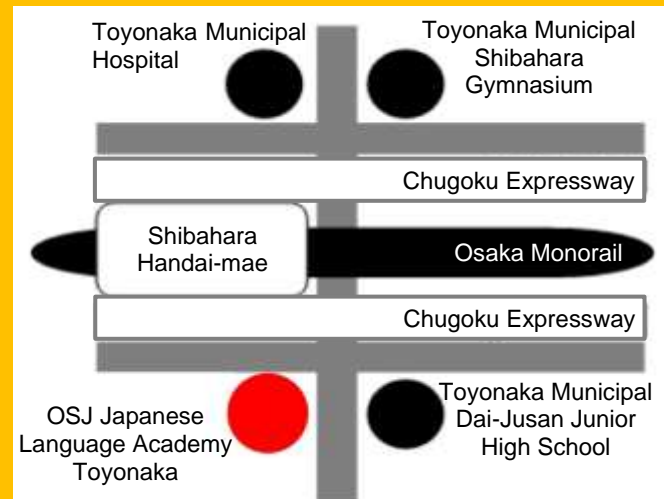 Toyonaka Municipal
Hospital
Toyonaka Municipal
Shibahara
Gymnasium
Chugoku Expressway
Shibahara
Handai-mae
Osaka Monorail
Chugoku Expressway
OSJ Japanese
Language Academy
Toyonaka
Toyonaka Municipal
Dai-Jusan Junior
High School